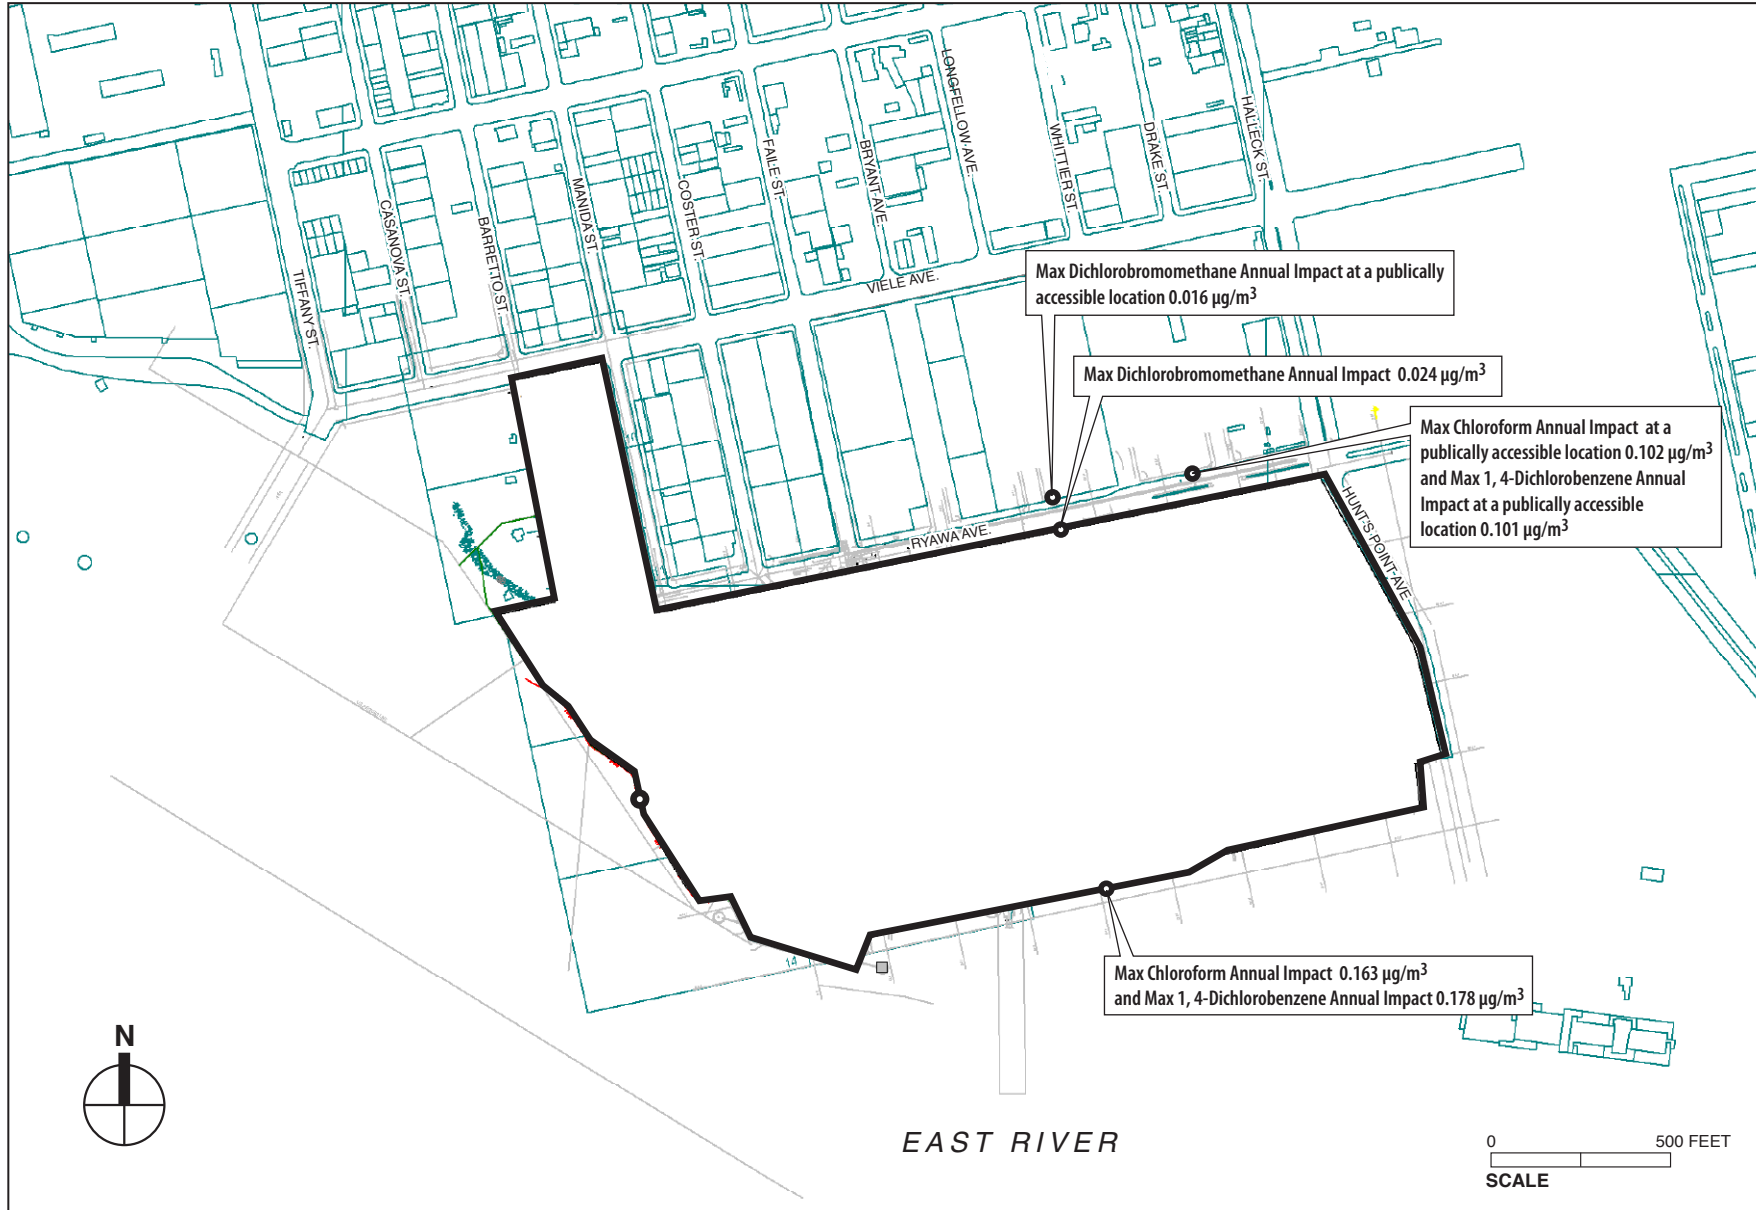 LONGFELLOW AVE.
HALLECK ST.
WHITTIER ST.
DRAKE ST.
FAILE ST.
BRYANT AVE.
MANIDA ST.
COSTER ST.
CASANOVA ST.
BARRETTO ST.
TIFFANY ST.
VIELE AVE.
Max Dichlorobromomethane Annual Impact at a publically
accessible location 0.016 µg/m³
Max Dichlorobromomethane Annual Impact 0.024 µg/m³
Max Chloroform Annual Impact at a
publically accessible location 0.102 µg/m³
and Max 1, 4-Dichlorobenzene Annual
Impact at a publically accessible
location 0.101 µg/m³
HUNT'S POINT AVE
RYAWA AVE.
14
Max Chloroform Annual Impact 0.163 µg/m³
and Max 1, 4-Dichlorobenzene Annual Impact 0.178 µg/m³
N
EAST RIVER
0 500 FEET
SCALE